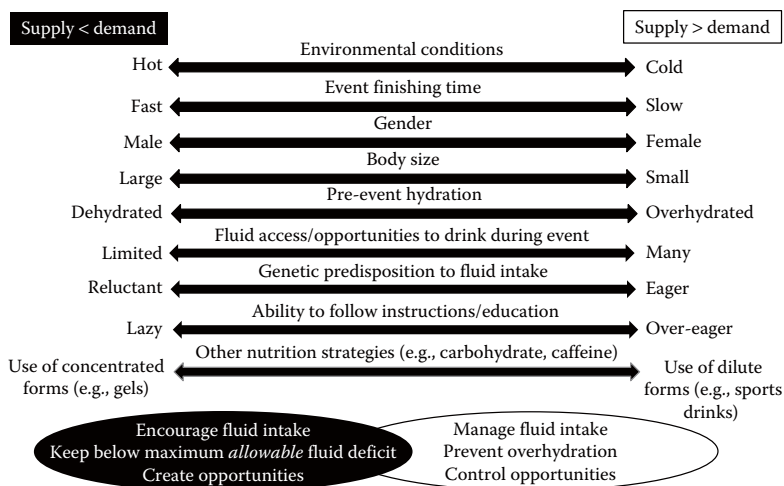 Supply < demand
Supply > demand
Environmental conditions
Hot
Cold
Event finishing time
Fast
Slow
Gender
Male
Female
Body size
Large
Small
Pre-event hydration
Dehydrated
Overhydrated
Fluid access/opportunities to drink during event
Limited
Many
Genetic predisposition to fluid intake
Reluctant
Eager
Ability to follow instructions/education
Lazy
Over-eager
Other nutrition strategies (e.g., carbohydrate, caffeine)
Use of concentrated
forms (e.g., gels)
Use of dilute
forms (e.g., sports
drinks)
Encourage fluid intake
Keep below maximum allowable fluid deficit
Create opportunities
Manage fluid intake
Prevent overhydration
Control opportunities